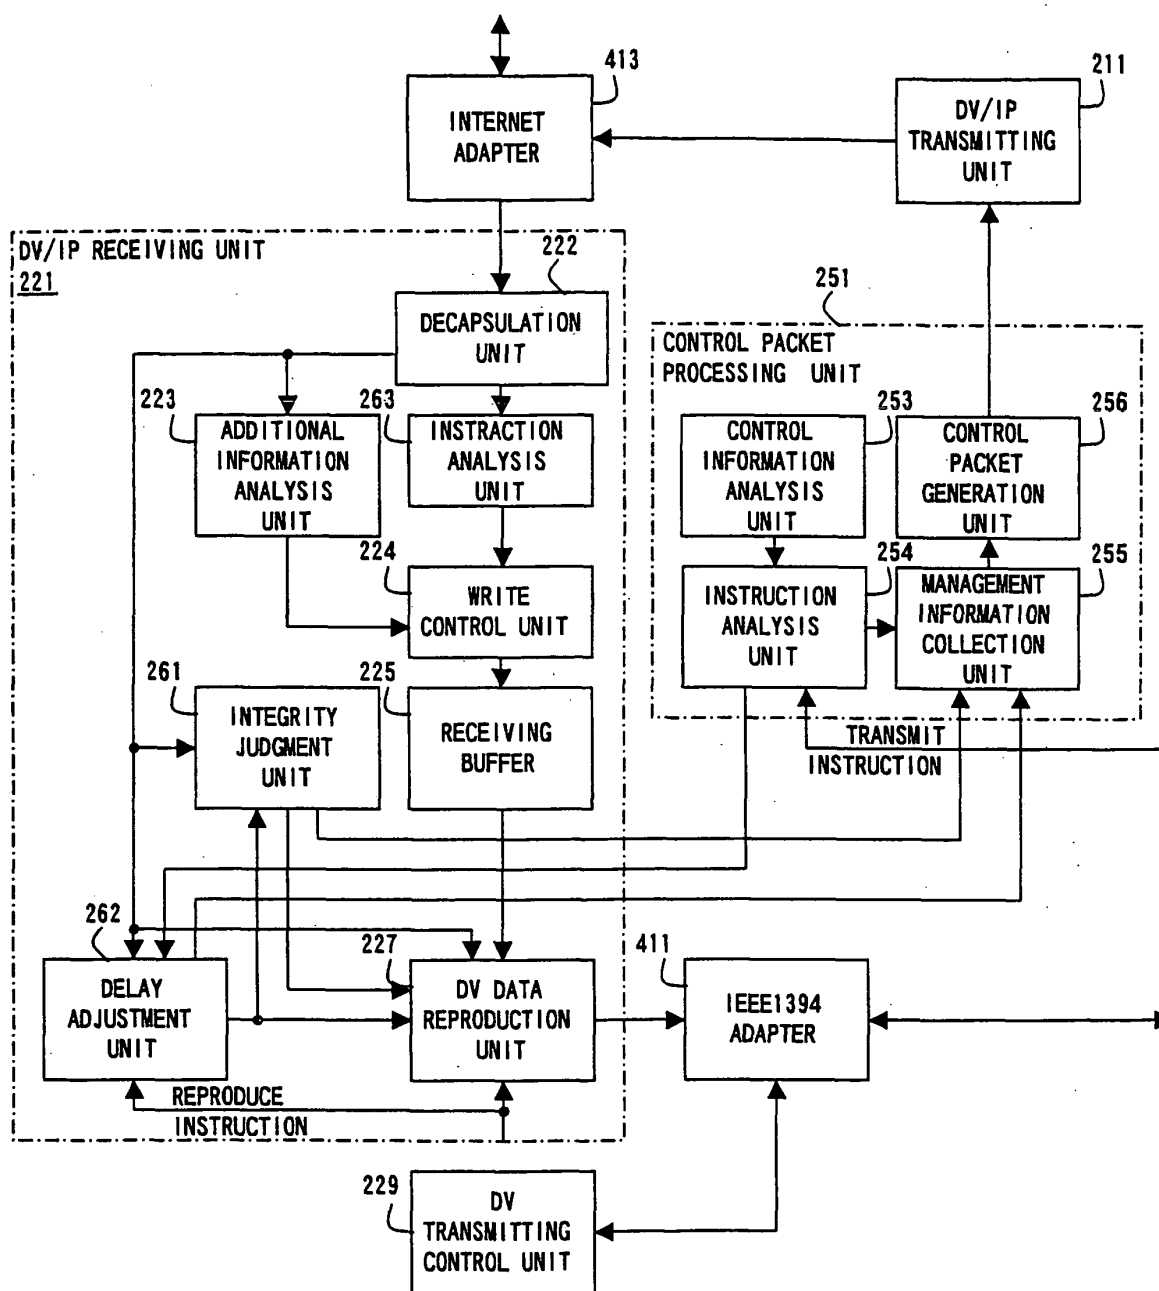 413
INTERNET
ADAPTER
211
DV/IP
TRANSMITTING
UNIT
DV/IP RECEIVING UNIT
221
222
DECAPSULATION
UNIT
251
CONTROL PACKET
PROCESSING UNIT
223
ADDITIONAL
INFORMATION
ANALYSIS
UNIT
263
INSTRACTION
ANALYSIS
UNIT
253
CONTROL
INFORMATION
ANALYSIS
UNIT
256
CONTROL
PACKET
GENERATION
UNIT
224
WRITE
CONTROL UNIT
254
INSTRUCTION
ANALYSIS
UNIT
255
MANAGEMENT
INFORMATION
COLLECTION
UNIT
261
INTEGRITY
JUDGMENT
UNIT
225
RECEIVING
BUFFER
TRANSMIT
INSTRUCTION
262
DELAY
ADJUSTMENT
UNIT
227
DV DATA
REPRODUCTION
UNIT
411
IEEE1394
ADAPTER
REPRODUCE
INSTRUCTION
229
DV
TRANSMITTING
CONTROL UNIT